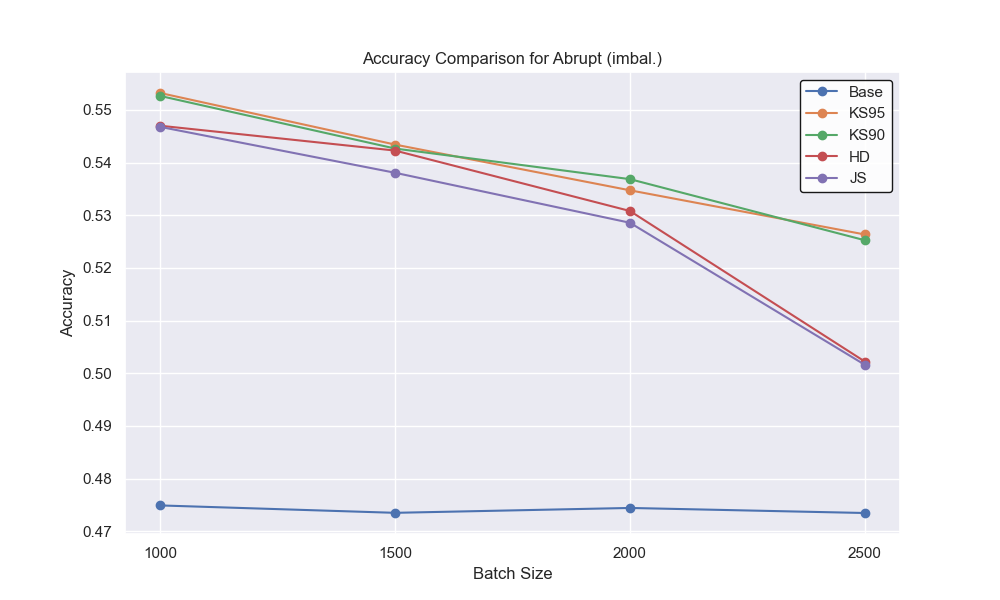 Accuracy Comparison for Abrupt (imbal.)
Base
KS95
KS90
HD
JS
0.55
0.54
0.53
0.52
0.51
0.50
0.49
0.48
0.47
Accuracy
1000 1500 2000 2500
Batch Size